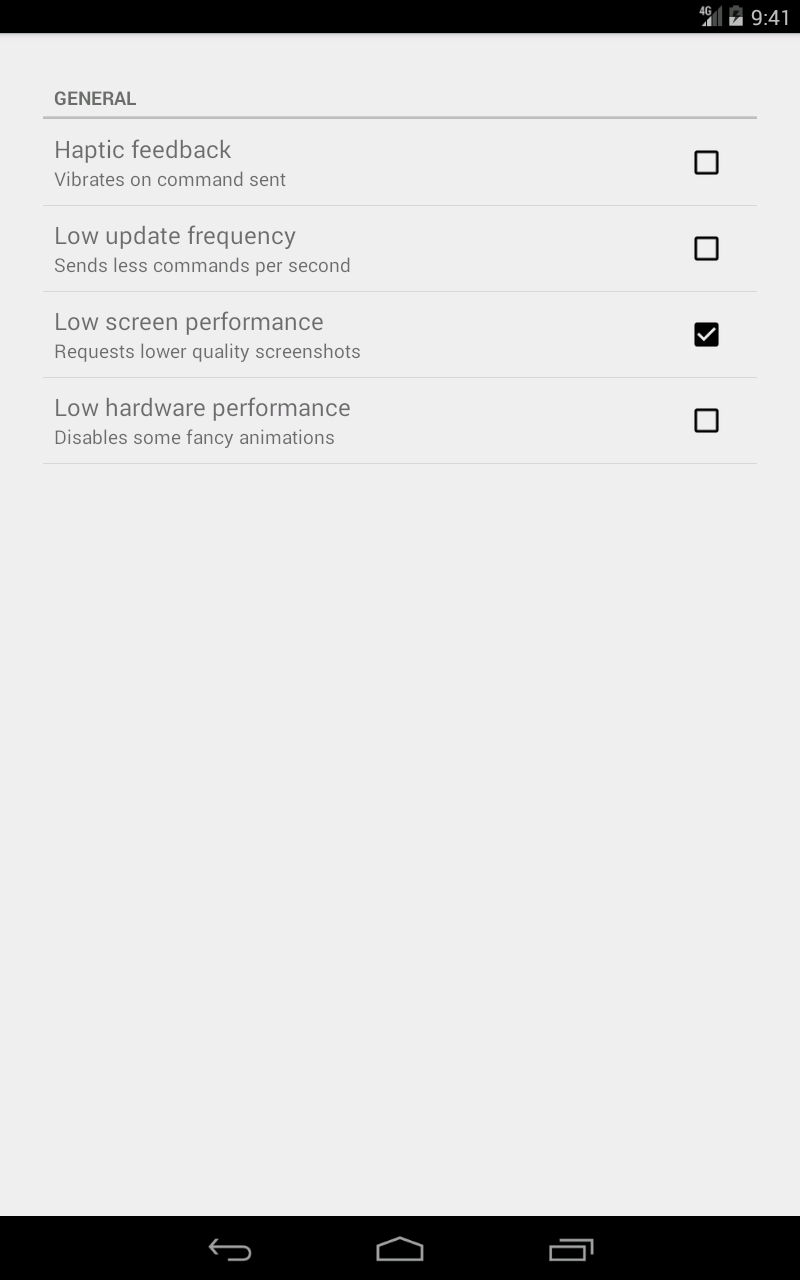 4G 9:41
GENERAL
Haptic feedback
Vibrates on command sent
Low update frequency
Sends less commands per second
Low screen performance
Requests lower quality screenshots
Low hardware performance
Disables some fancy animations